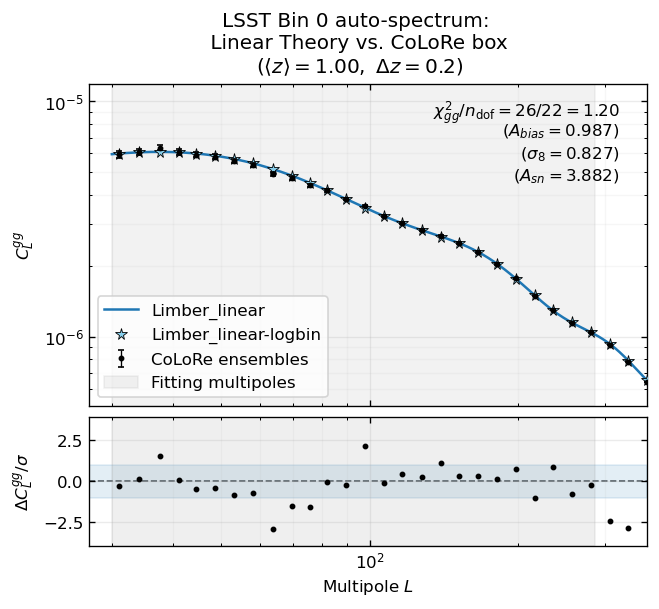 LSST Bin 0 auto-spectrum:
Linear Theory vs. CoLoRe box
(⟨z⟩ = 1.00, Δz = 0.2)
χ²_gg/n_dof = 26/22 = 1.20
(A_bias = 0.987)
(σ_8 = 0.827)
(A_sn = 3.882)
10⁻⁵
C_L^gg
10⁻⁶
Limber_linear
Limber_linear-logbin
CoLoRe ensembles
Fitting multipoles
2.5
0.0
−2.5
ΔC_L^gg/σ
10²
Multipole L